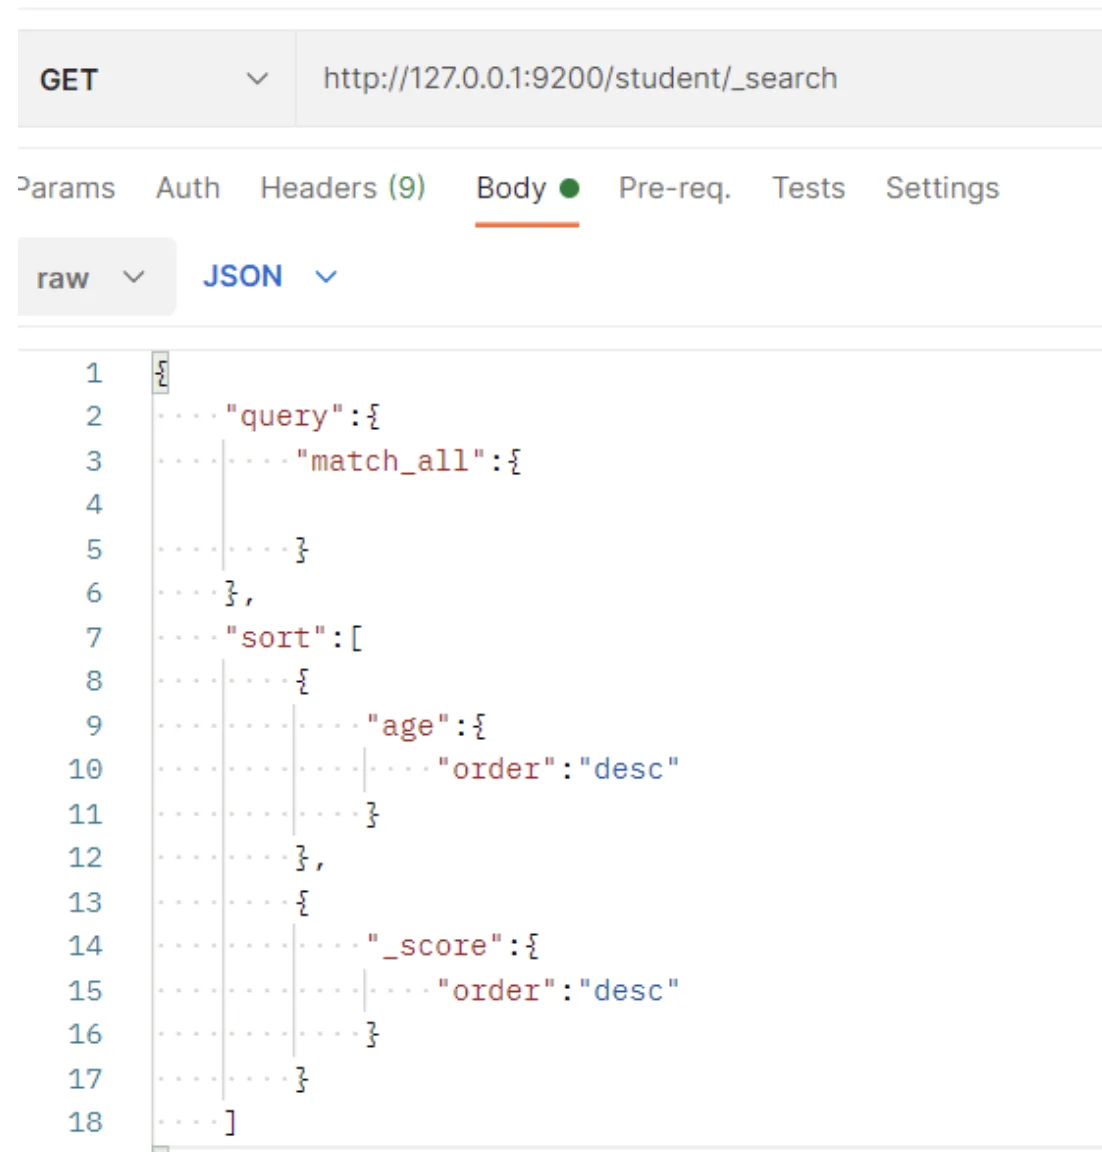 GET http://127.0.0.1:9200/student/_search
Params Auth Headers (9) Body Pre-req. Tests Settings
raw JSON
1 {
2 "query":{
3 "match_all":{
4
5 }
6 },
7 "sort":[
8 {
9 "age":{
10 "order":"desc"
11 }
12 },
13 {
14 "_score":{
15 "order":"desc"
16 }
17 }
18 ]